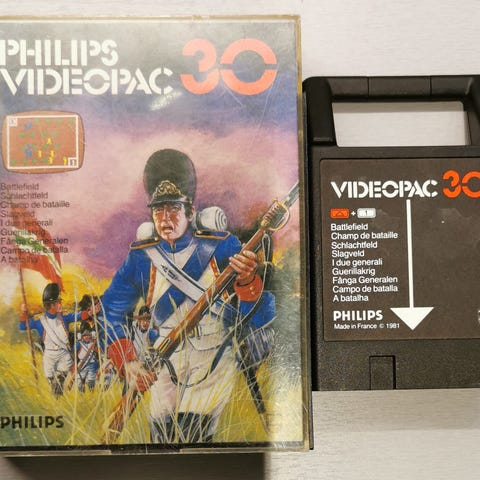 PHILIPS
VIDEOPAC 30
Battlefield
Schlachtfeld
Champ de bataille
Slagveld
I due generali
Guerillakrig
Fånga Generalen
Campo de batalla
A batalha
PHILIPS
VIDEOPAC 30
Battlefield
Champ de bataille
Schlachtfeld
Slagveld
I due generali
Guerillakrig
Fånga Generalen
Campo de batalla
A batalha
PHILIPS
Made in France © 1981